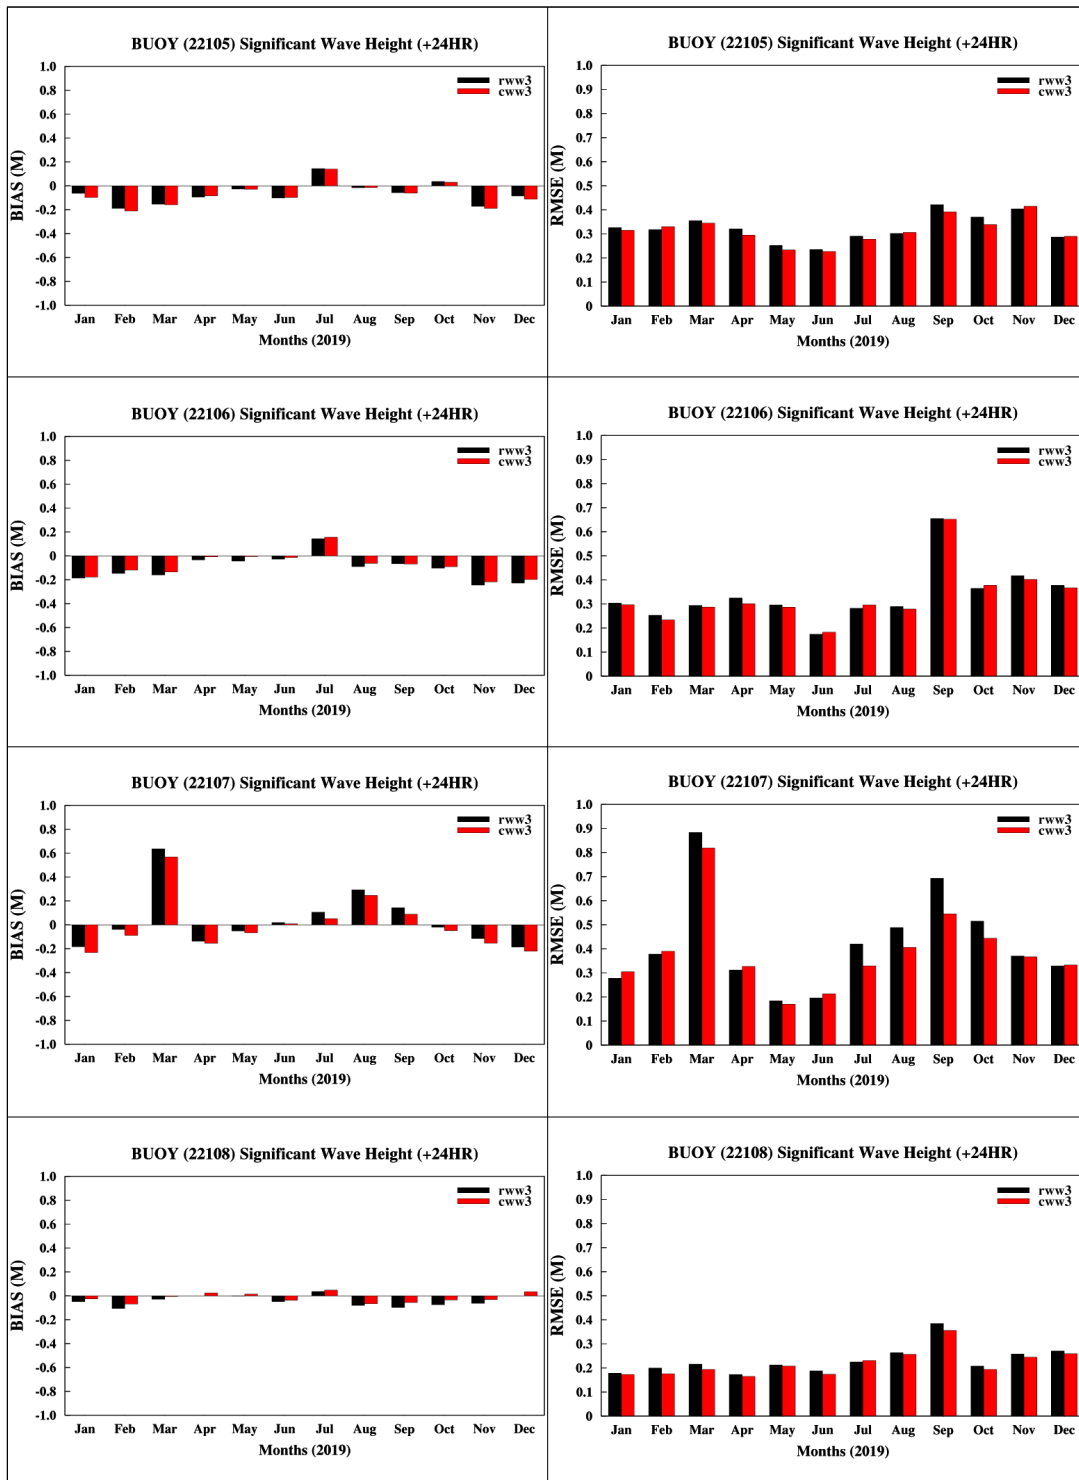 BUOY (22105) Significant Wave Height (+24HR)
1.0
0.8
0.6
0.4
0.2
0
-0.2
-0.4
-0.6
-0.8
-1.0
BIAS (M)
rww3
cww3
Jan Feb Mar Apr May Jun Jul Aug Sep Oct Nov Dec
Months (2019)
BUOY (22105) Significant Wave Height (+24HR)
1.0
0.9
0.8
0.7
0.6
0.5
0.4
0.3
0.2
0.1
0
RMSE (M)
rww3
cww3
Jan Feb Mar Apr May Jun Jul Aug Sep Oct Nov Dec
Months (2019)
BUOY (22106) Significant Wave Height (+24HR)
1.0
0.8
0.6
0.4
0.2
0
-0.2
-0.4
-0.6
-0.8
-1.0
BIAS (M)
rww3
cww3
Jan Feb Mar Apr May Jun Jul Aug Sep Oct Nov Dec
Months (2019)
BUOY (22106) Significant Wave Height (+24HR)
1.0
0.9
0.8
0.7
0.6
0.5
0.4
0.3
0.2
0.1
0
RMSE (M)
rww3
cww3
Jan Feb Mar Apr May Jun Jul Aug Sep Oct Nov Dec
Months (2019)
BUOY (22107) Significant Wave Height (+24HR)
1.0
0.8
0.6
0.4
0.2
0
-0.2
-0.4
-0.6
-0.8
-1.0
BIAS (M)
rww3
cww3
Jan Feb Mar Apr May Jun Jul Aug Sep Oct Nov Dec
Months (2019)
BUOY (22107) Significant Wave Height (+24HR)
1.0
0.9
0.8
0.7
0.6
0.5
0.4
0.3
0.2
0.1
0
RMSE (M)
rww3
cww3
Jan Feb Mar Apr May Jun Jul Aug Sep Oct Nov Dec
Months (2019)
BUOY (22108) Significant Wave Height (+24HR)
1.0
0.8
0.6
0.4
0.2
0
-0.2
-0.4
-0.6
-0.8
-1.0
BIAS (M)
rww3
cww3
Jan Feb Mar Apr May Jun Jul Aug Sep Oct Nov Dec
Months (2019)
BUOY (22108) Significant Wave Height (+24HR)
1.0
0.9
0.8
0.7
0.6
0.5
0.4
0.3
0.2
0.1
0
RMSE (M)
rww3
cww3
Jan Feb Mar Apr May Jun Jul Aug Sep Oct Nov Dec
Months (2019)